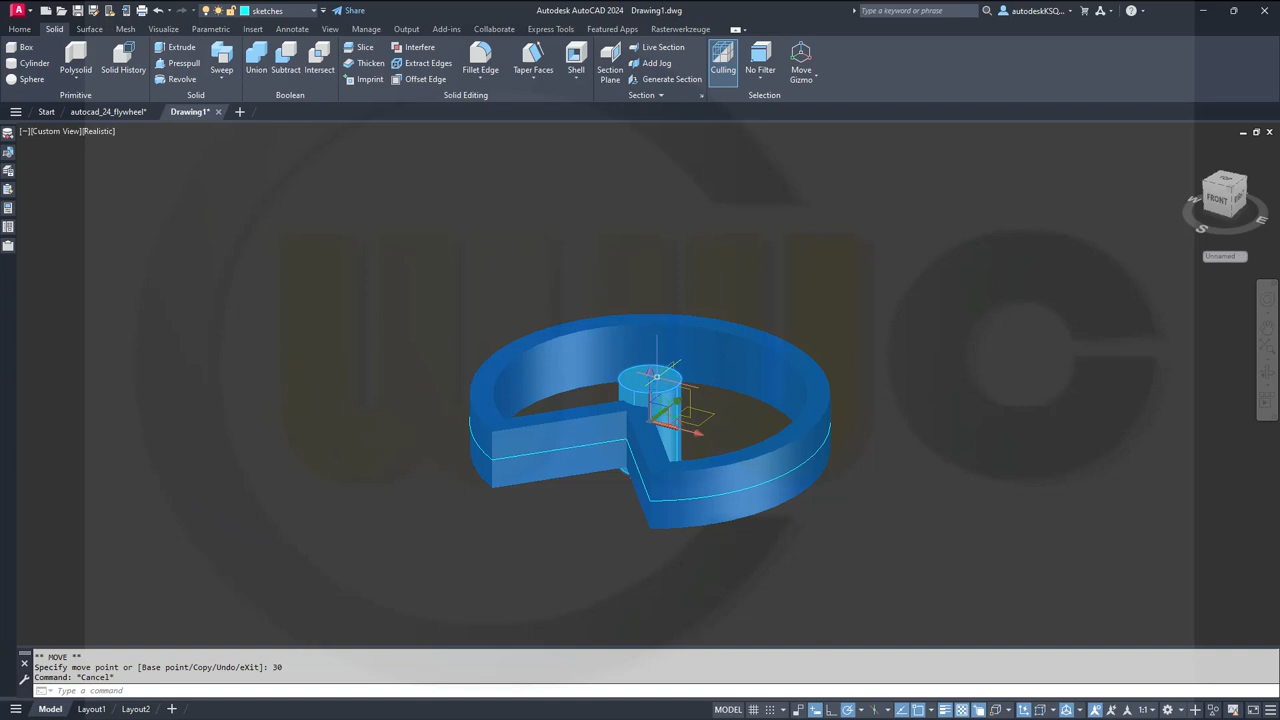 A
sketches
Share
Autodesk AutoCAD 2024 Drawing1.dwg
Type a keyword or phrase
autodeskKSQ...
Home
Solid
Surface
Mesh
Visualize
Parametric
Insert
Annotate
View
Manage
Output
Add-ins
Collaborate
Express Tools
Featured Apps
Rasterwerkzeuge
Box
Cylinder
Sphere
Polysolid
Solid History
Primitive
Extrude
Presspull
Revolve
Sweep
Solid
Union
Subtract
Intersect
Boolean
Slice
Thicken
Imprint
Interfere
Extract Edges
Offset Edge
Fillet Edge
Taper Faces
Shell
Solid Editing
Section
Plane
Live Section
Add Jog
Generate Section
Section
Culling
No Filter
Move
Gizmo
Selection
Start
autocad_24_flywheel*
Drawing1*
[−][Custom View][Realistic]
TOP
FRONT
W
S
E
Unnamed
** MOVE **
Specify move point or [Base point/Copy/Undo/eXit]: 30
Command: *Cancel*
Type a command
Model
Layout1
Layout2
MODEL
1:1